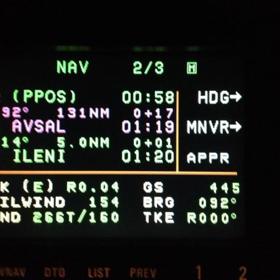 NAV 2/3 M
(PPOS) 00:58 HDG→
92° 131NM 0+17
AVSAL 01:19 MNVR→
14° 5.0NM 0+01
ILENI 01:20 APPR
K (E) R0.04 GS 445
ILWIND 154 BRG 092°
ND 266T/160 TKE R000°
VNAV DTO LIST PREV 1 2